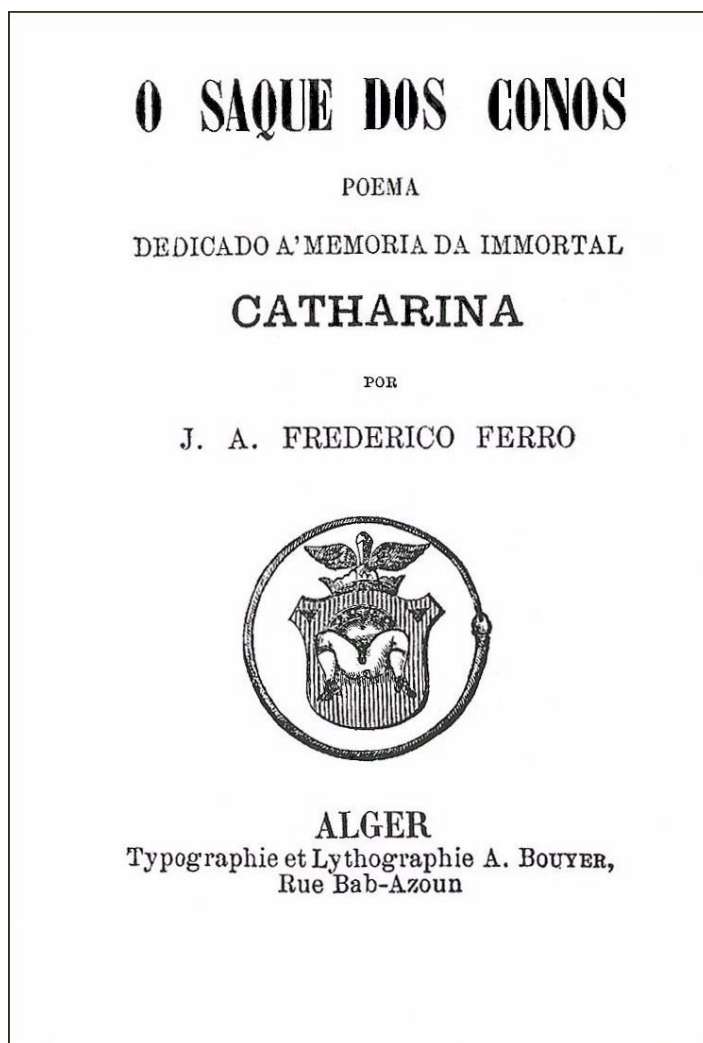 O SAQUE DOS CONOS
POEMA
DEDICADO A'MEMORIA DA IMMORTAL
CATHARINA
POR
J. A. FREDERICO FERRO
ALGER
Typographie et Lythographie A. BOUYER,
Rue Bab-Azoun